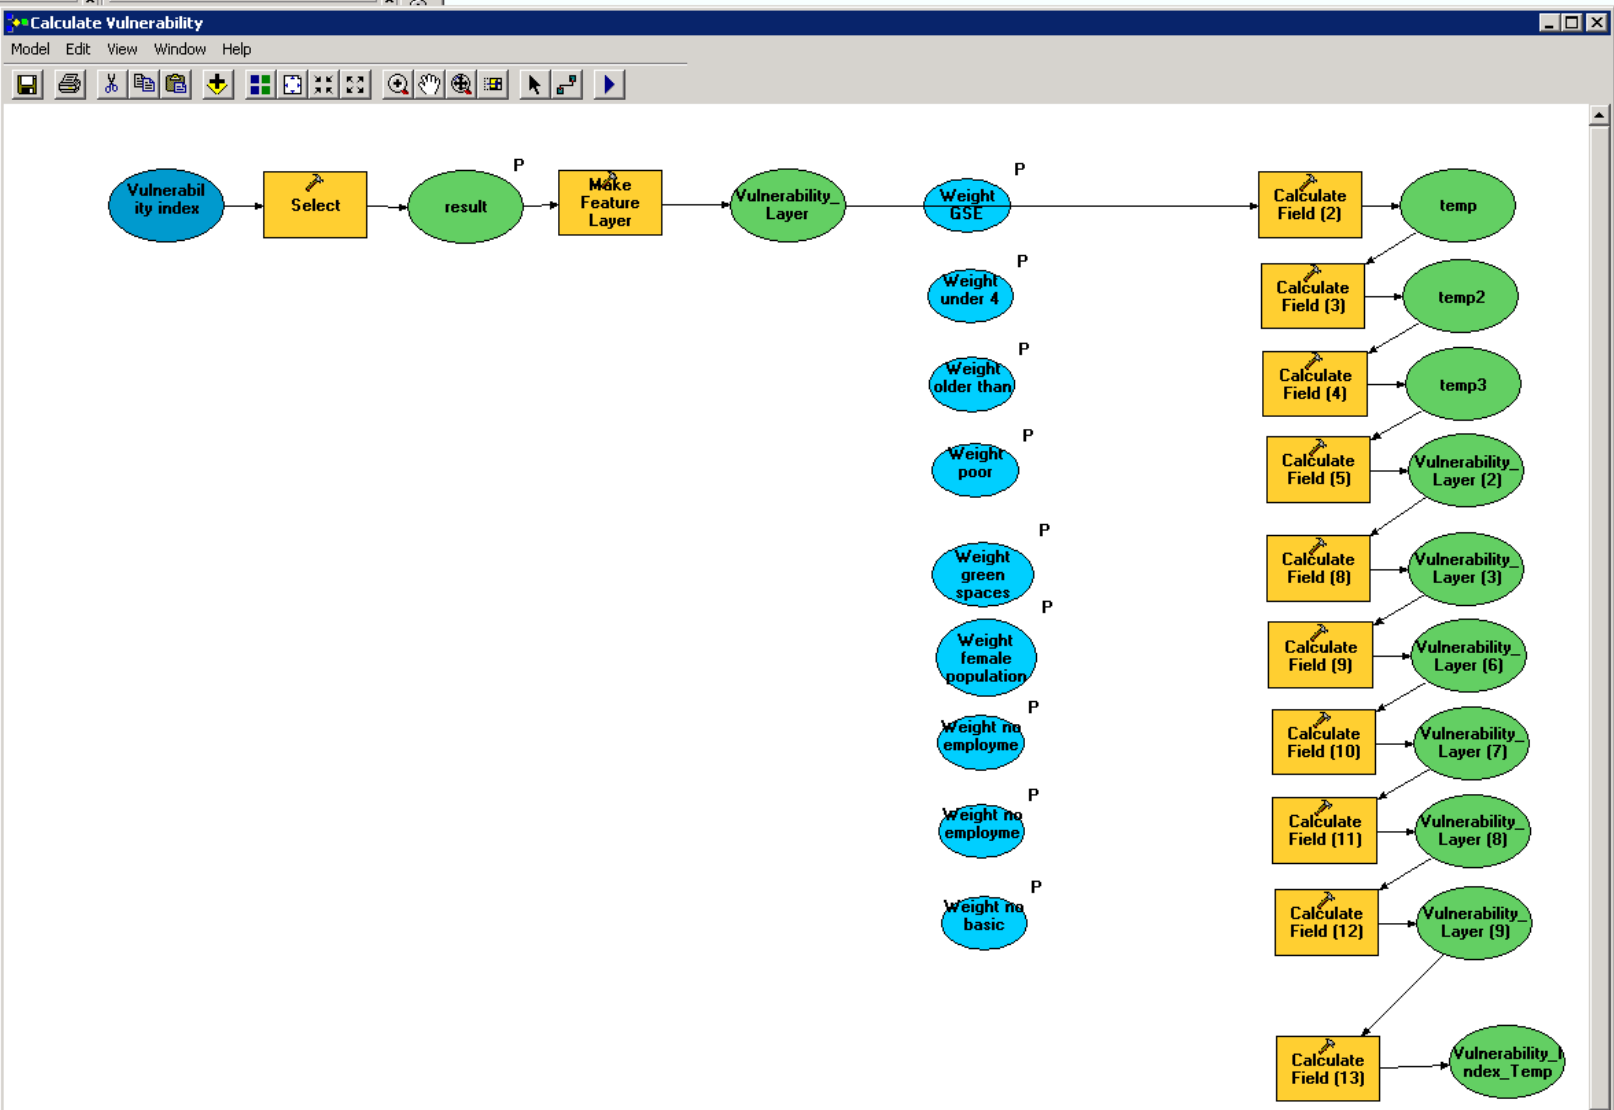 Calculate Vulnerability
Model Edit View Window Help
P
P
Vulnerabil
ity index
Select
result
Make
Feature
Layer
Vulnerability_
Layer
Weight
GSE
Calculate
Field (2)
temp
P
Weight
under 4
Calculate
Field (3)
temp2
P
Weight
older than
Calculate
Field (4)
temp3
P
Weight
poor
Calculate
Field (5)
Vulnerability_
Layer (2)
P
Weight
green
spaces
Calculate
Field (8)
Vulnerability_
Layer (3)
P
Weight
female
population
Calculate
Field (9)
Vulnerability_
Layer (6)
P
Weight no
employme
Calculate
Field (10)
Vulnerability_
Layer (7)
P
Weight no
employme
Calculate
Field (11)
Vulnerability_
Layer (8)
P
Weight no
basic
Calculate
Field (12)
Vulnerability_
Layer (9)
Calculate
Field (13)
Vulnerability_I
ndex_Temp